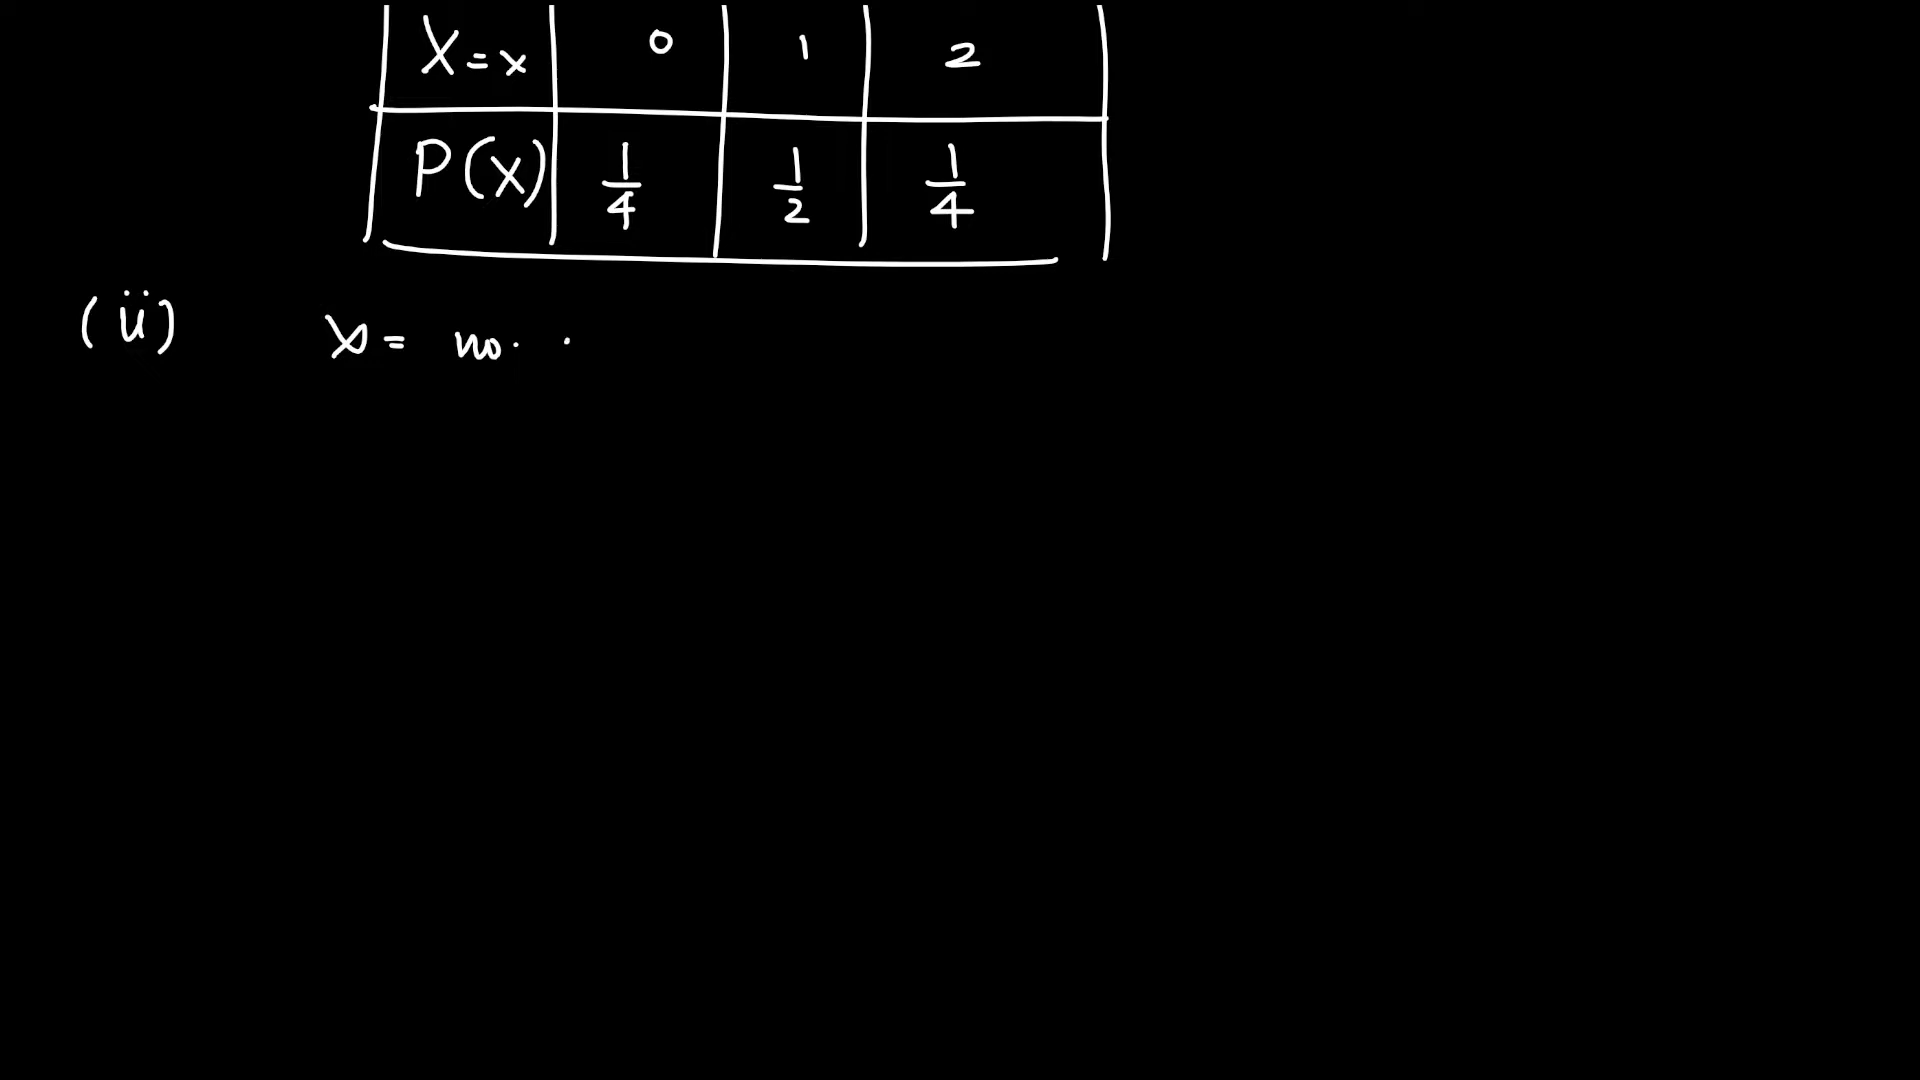 X=x 0 1 2
P(X) 1/4 1/2 1/4
(ii) X= no. .